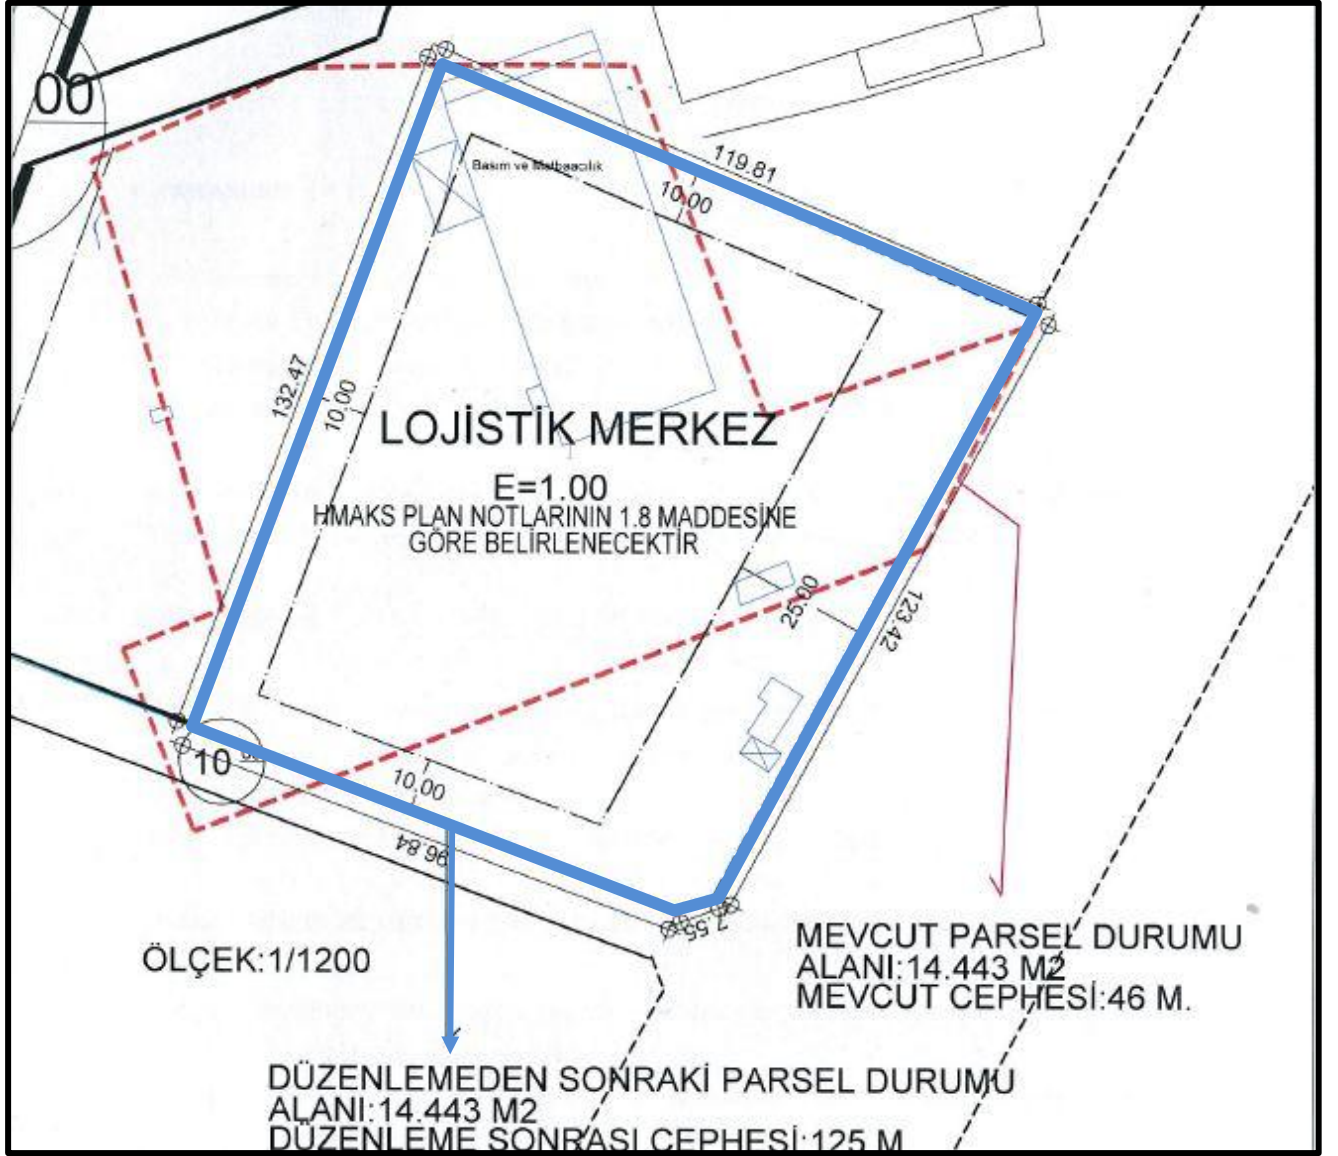 00
Basım ve Matbaacılık
119.81
10.00
132.47
10.00
LOJİSTİK MERKEZ
E=1.00
HMAKS PLAN NOTLARININ 1.8 MADDESİNE
GÖRE BELİRLENECEKTİR
25.00
123.42
10
10.00
96.84
7.55
ÖLÇEK:1/1200
MEVCUT PARSEL DURUMU
ALANI:14.443 M2
MEVCUT CEPHESİ:46 M.
DÜZENLEMEDEN SONRAKİ PARSEL DURUMU
ALANI:14.443 M2
DÜZENLEME SONRASI CEPHESİ:125 M